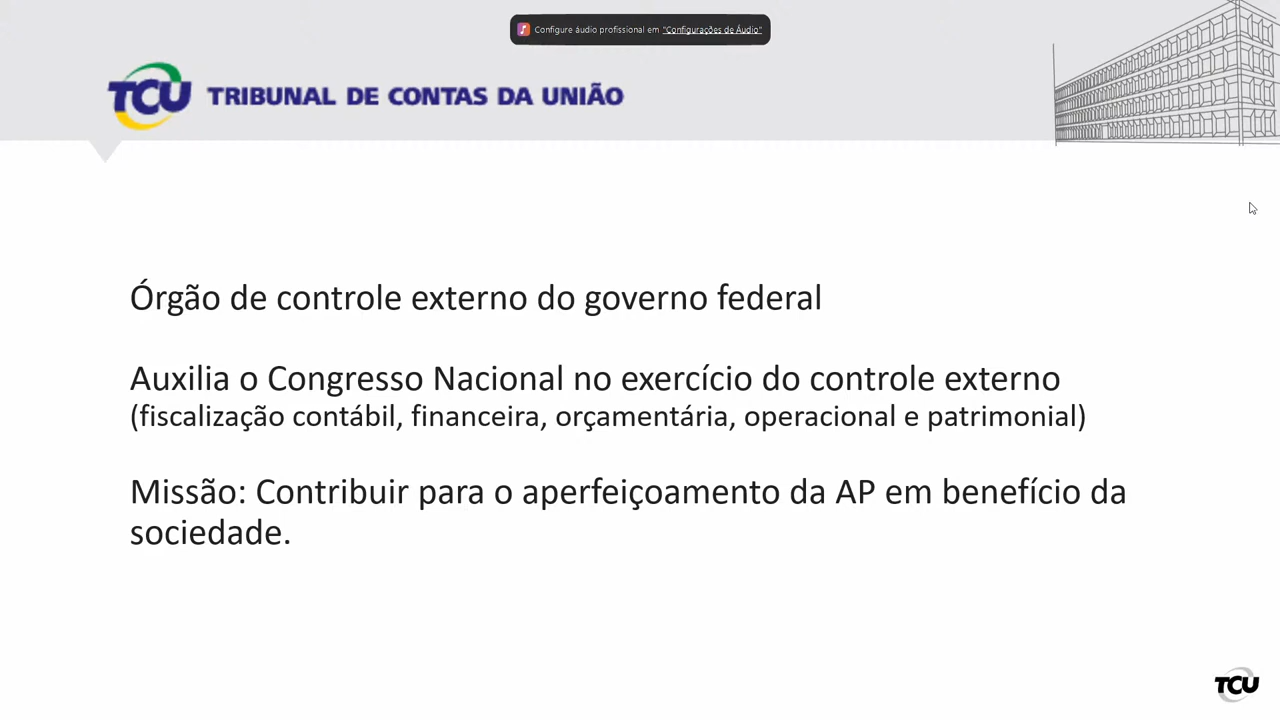 Configure áudio profissional em "Configurações de Áudio"
TCU TRIBUNAL DE CONTAS DA UNIÃO
Órgão de controle externo do governo federal
Auxilia o Congresso Nacional no exercício do controle externo
(fiscalização contábil, financeira, orçamentária, operacional e patrimonial)
Missão: Contribuir para o aperfeiçoamento da AP em benefício da
sociedade.
TCU